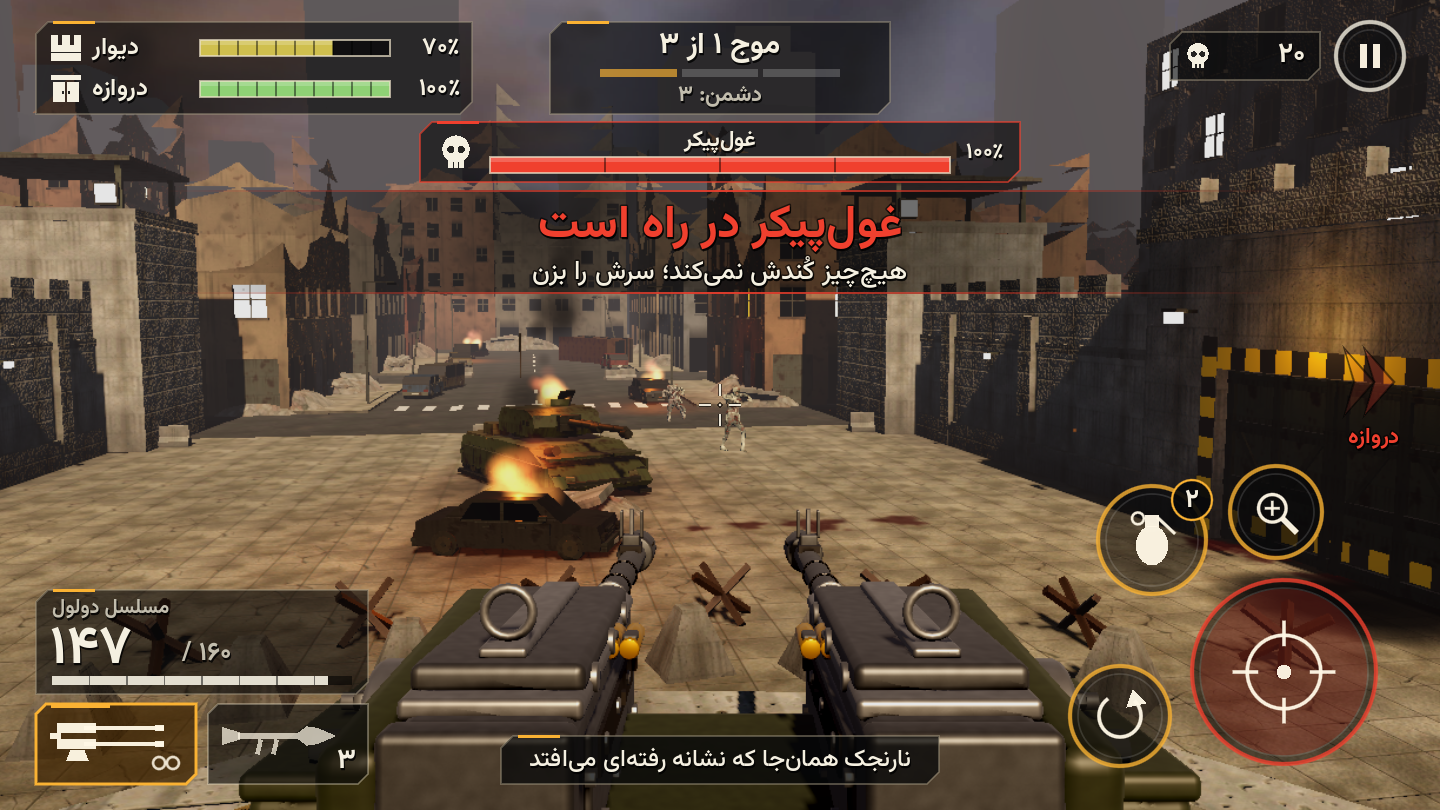 دیوار ۷۰٪
دروازه ۱۰۰٪
موج ۱ از ۳
دشمن: ۳
۲۰
غول‌پیکر ۱۰۰٪
غول‌پیکر در راه است
هیچ‌چیز کُندش نمی‌کند؛ سرش را بزن
دروازه
۲
مسلسل دولول
۱۴۷ / ۱۶۰
∞
۳
نارنجک همان‌جا که نشانه رفته‌ای می‌افتد